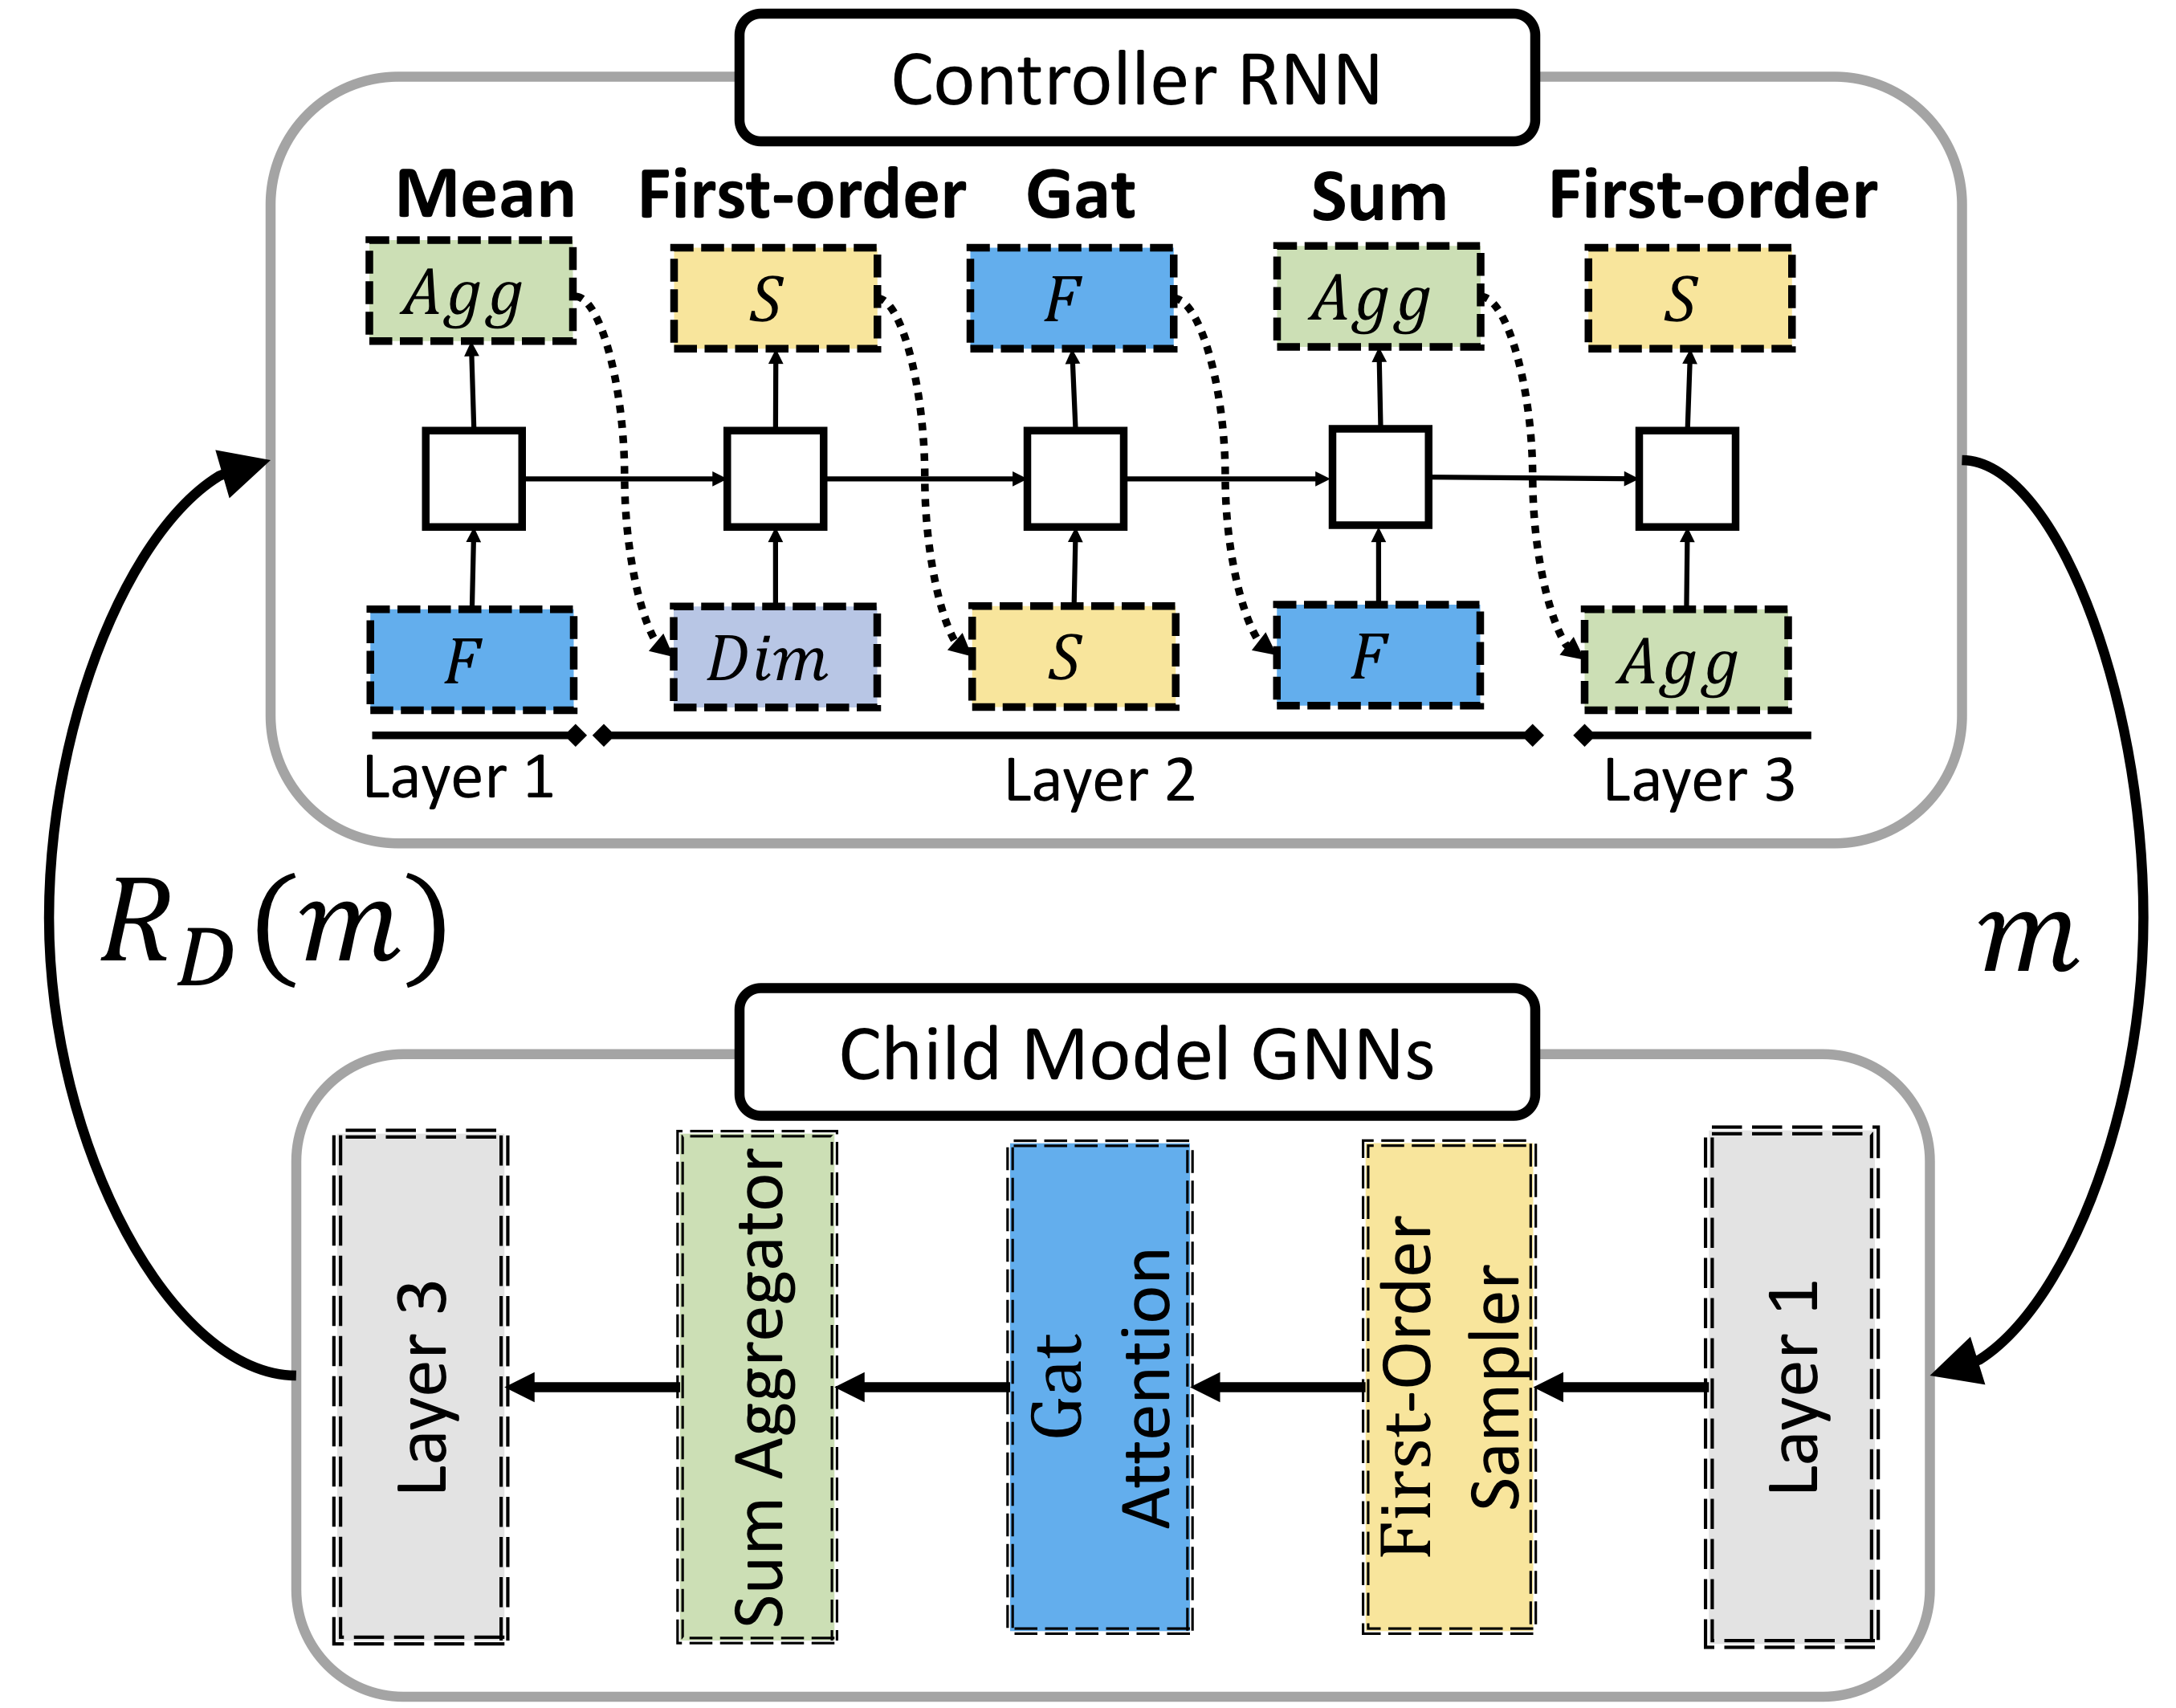 Controller RNN
Mean First-order Gat Sum First-order
Agg S F Agg S
F Dim S F Agg
Layer 1 Layer 2 Layer 3
R_D(m)
m
Child Model GNNs
Layer 3
Sum Aggregator
Gat
Attention
First-Order
Sampler
Layer 1